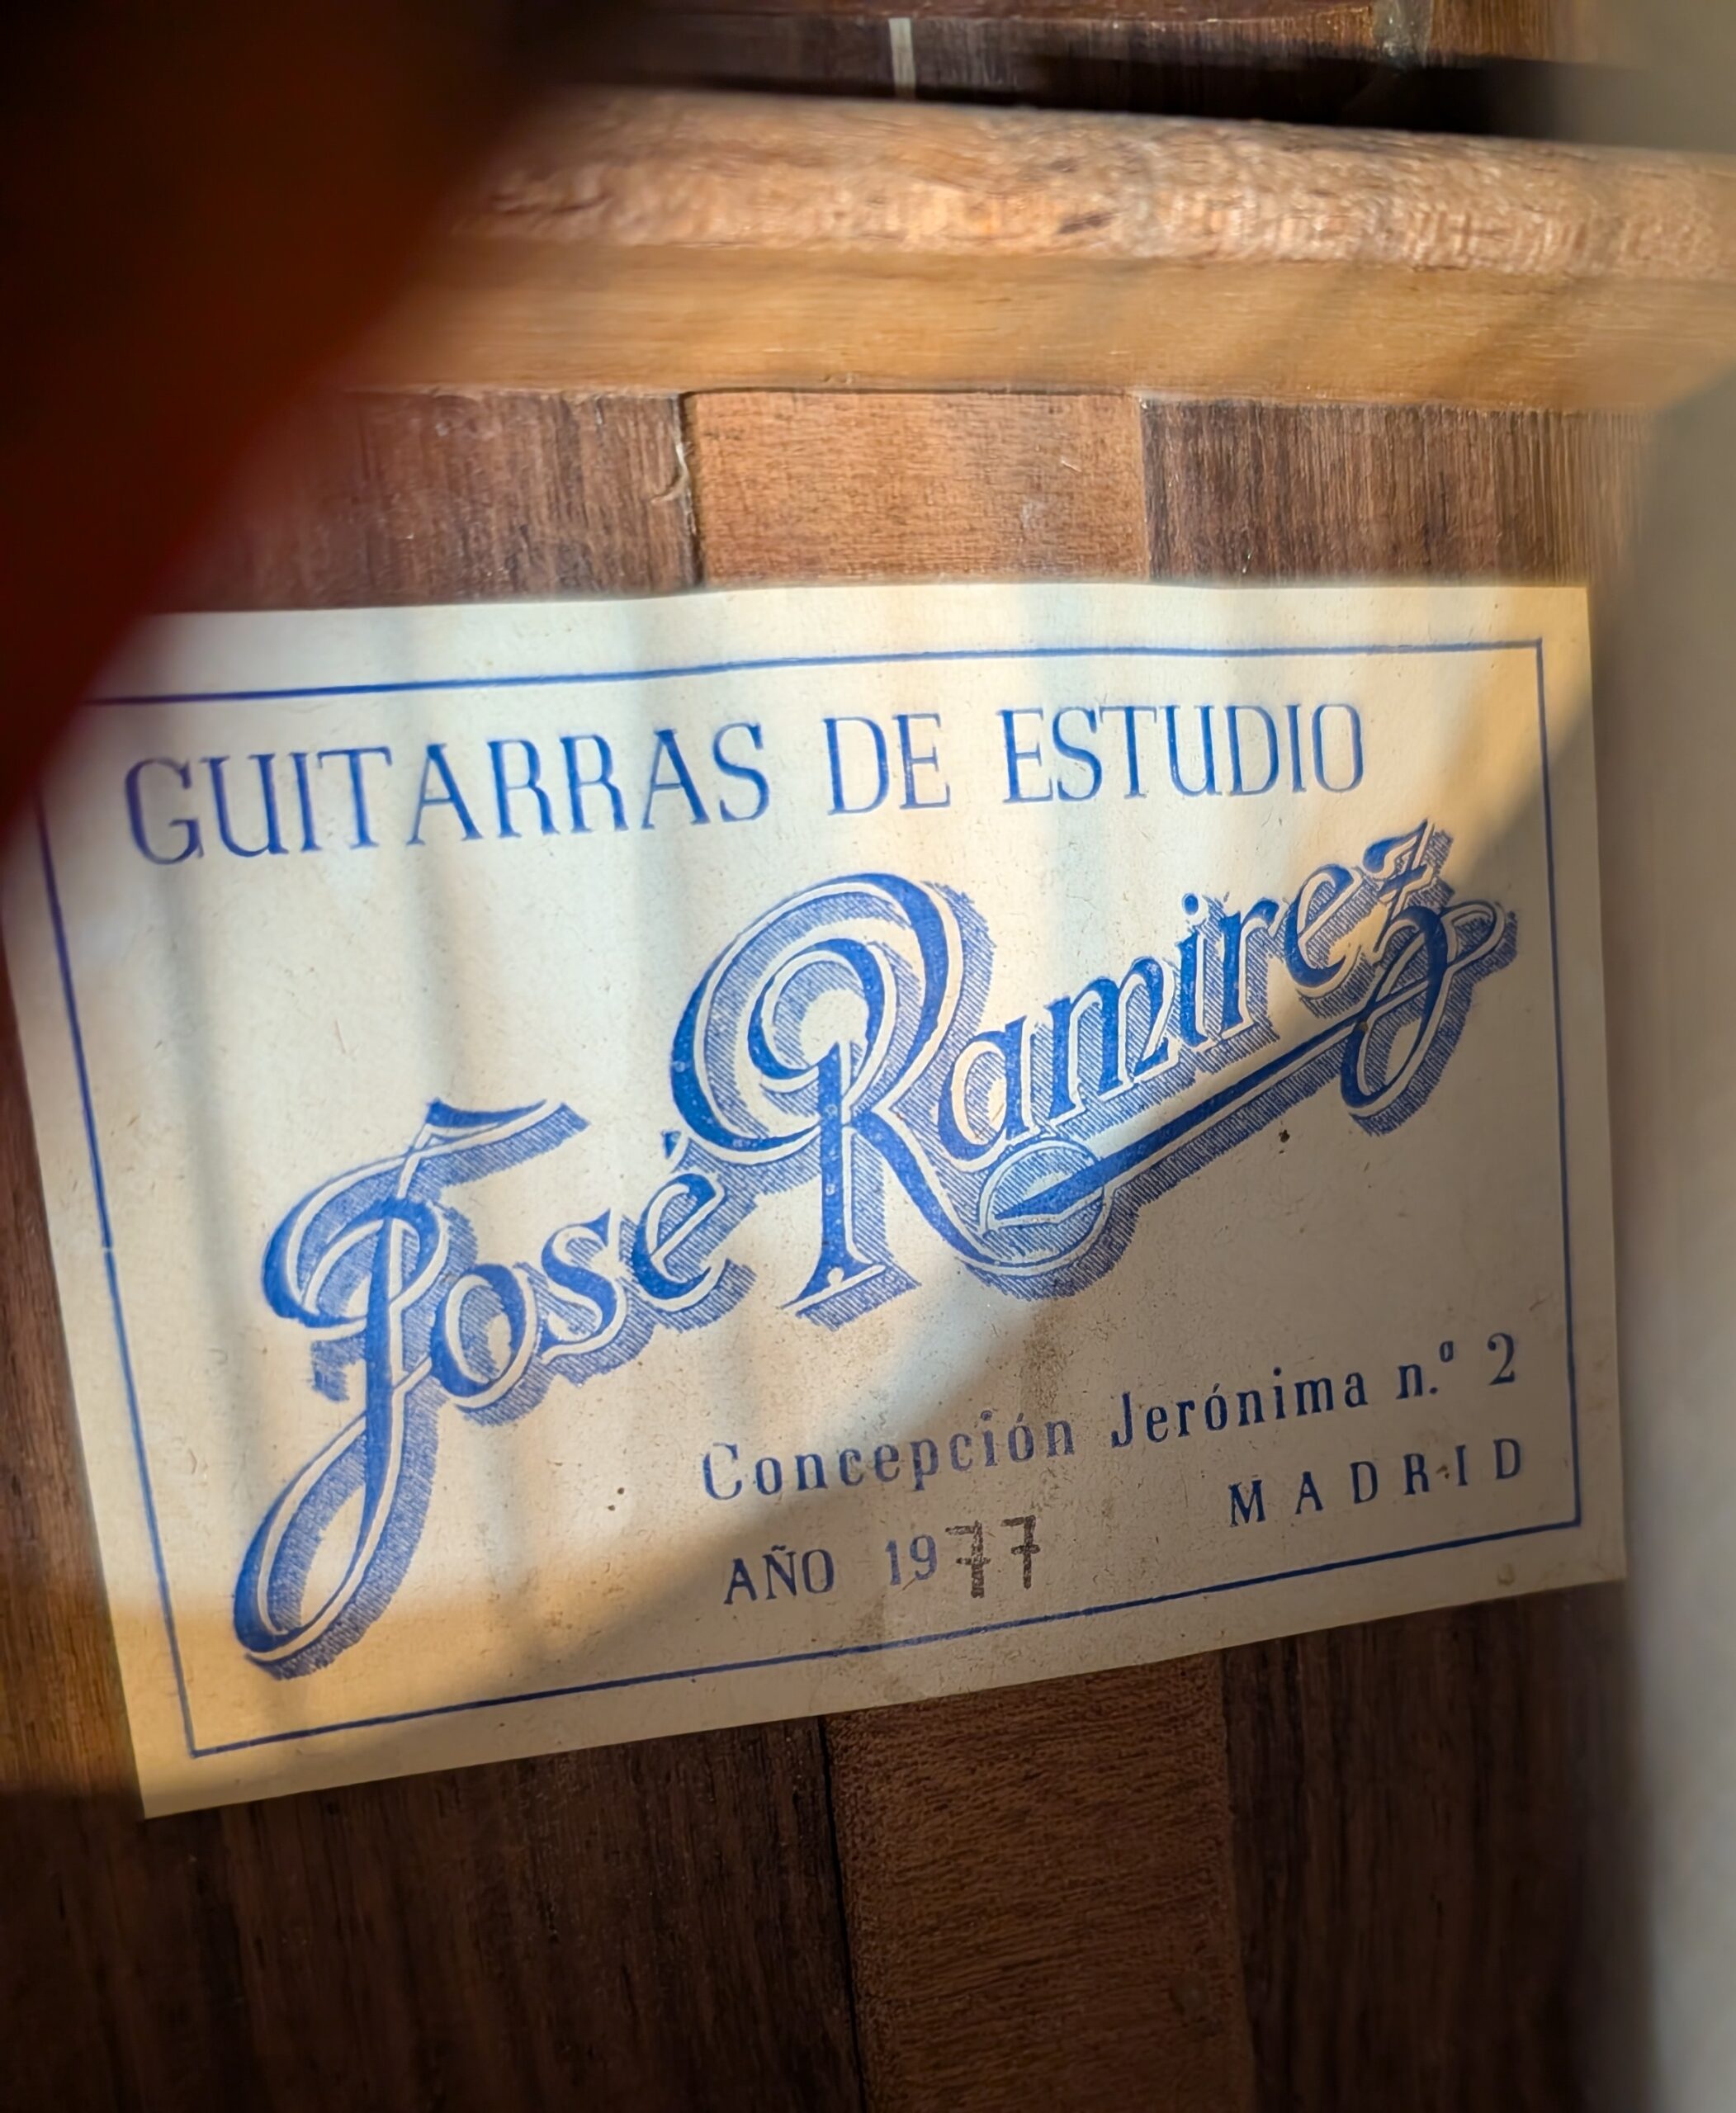 GUITARRAS DE ESTUDIO
José Ramirez
Concepción Jerónima n.º 2
MADRID
AÑO 1977